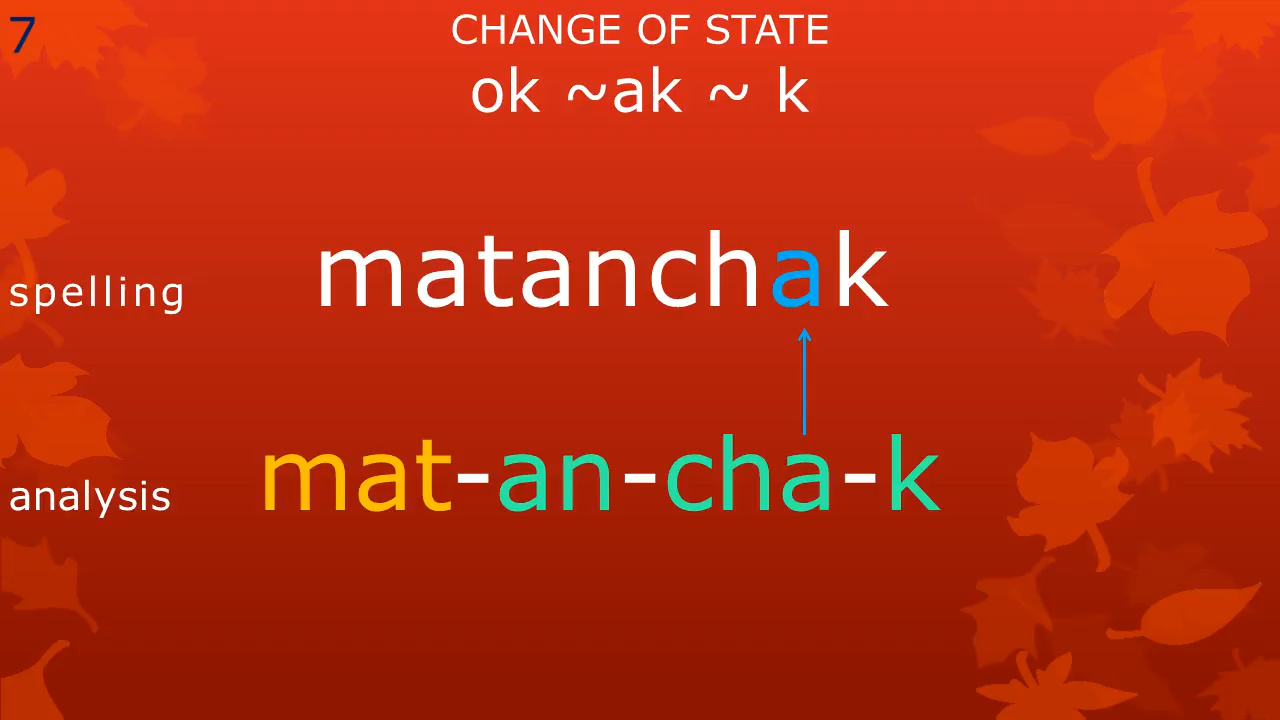 7
CHANGE OF STATE
ok ~ak ~ k
spelling matanchak
analysis mat-an-cha-k